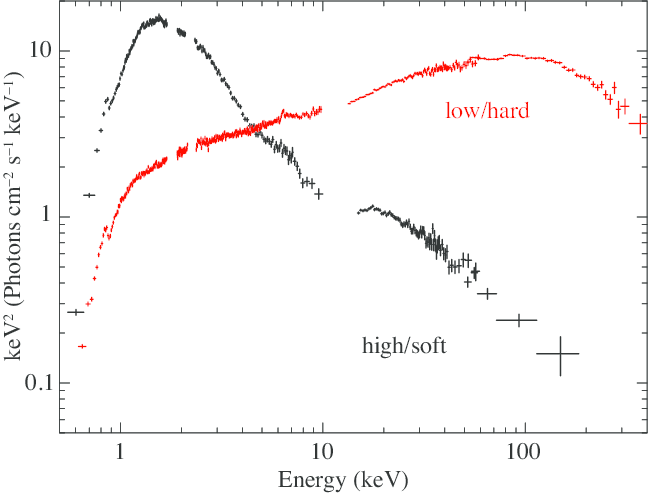 10
1
0.1
keV² (Photons cm⁻² s⁻¹ keV⁻¹)
low/hard
high/soft
1
10
100
Energy (keV)